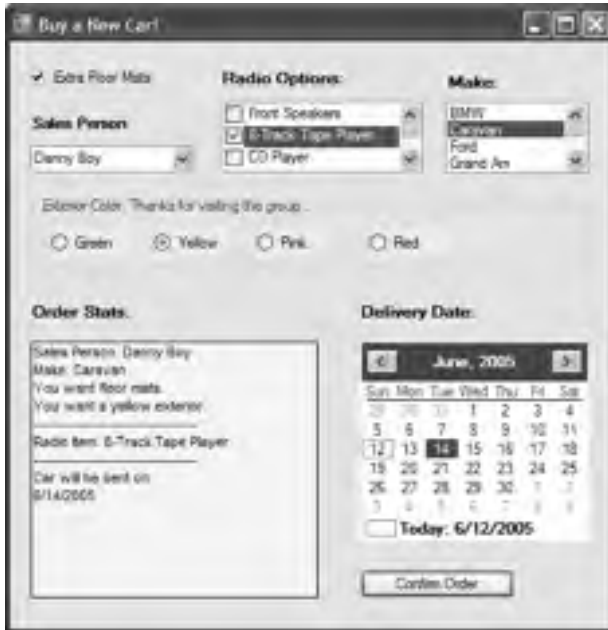 Buy a New Car!
Extra Floor Mats
Radio Options:
Make:
Front Speakers
8-Track Tape Player
CD Player
BMW
Caravan
Ford
Grand Am
Sales Person
Danny Boy
Exterior Color: Thanks for visiting the group...
Green
Yellow
Pink
Red
Order Stats:
Delivery Date:
Sales Person: Danny Boy
Make: Caravan
You want floor mats.
You want a yellow exterior.
Radio Item: 8-Track Tape Player
Car will be sent on:
6/14/2005
June, 2005
Sun Mon Tue Wed Thu Fri Sat
29 30 31 1 2 3 4
5 6 7 8 9 10 11
12 13 14 15 16 17 18
19 20 21 22 23 24 25
26 27 28 29 30 1 2
3 4 5 6 7 8 9
Today: 6/12/2005
Confirm Order